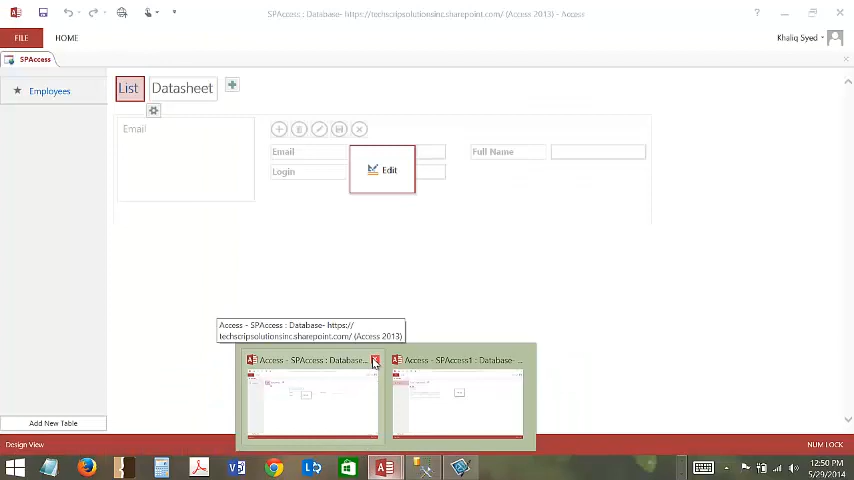 SPAccess : Database- https://techscripsolutionsinc.sharepoint.com/ (Access 2013) - Access
FILE
HOME
Khaliq Syed
SPAccess
Employees
List
Datasheet
Email
Email
Full Name
Login
Edit
Access - SPAccess : Database- https://
techscripsolutionsinc.sharepoint.com/ (Access 2013)
Access - SPAccess : Database...
Access - SPAccess1 : Database- ...
Add New Table
Design View
NUM LOCK
12:50 PM
5/29/2014